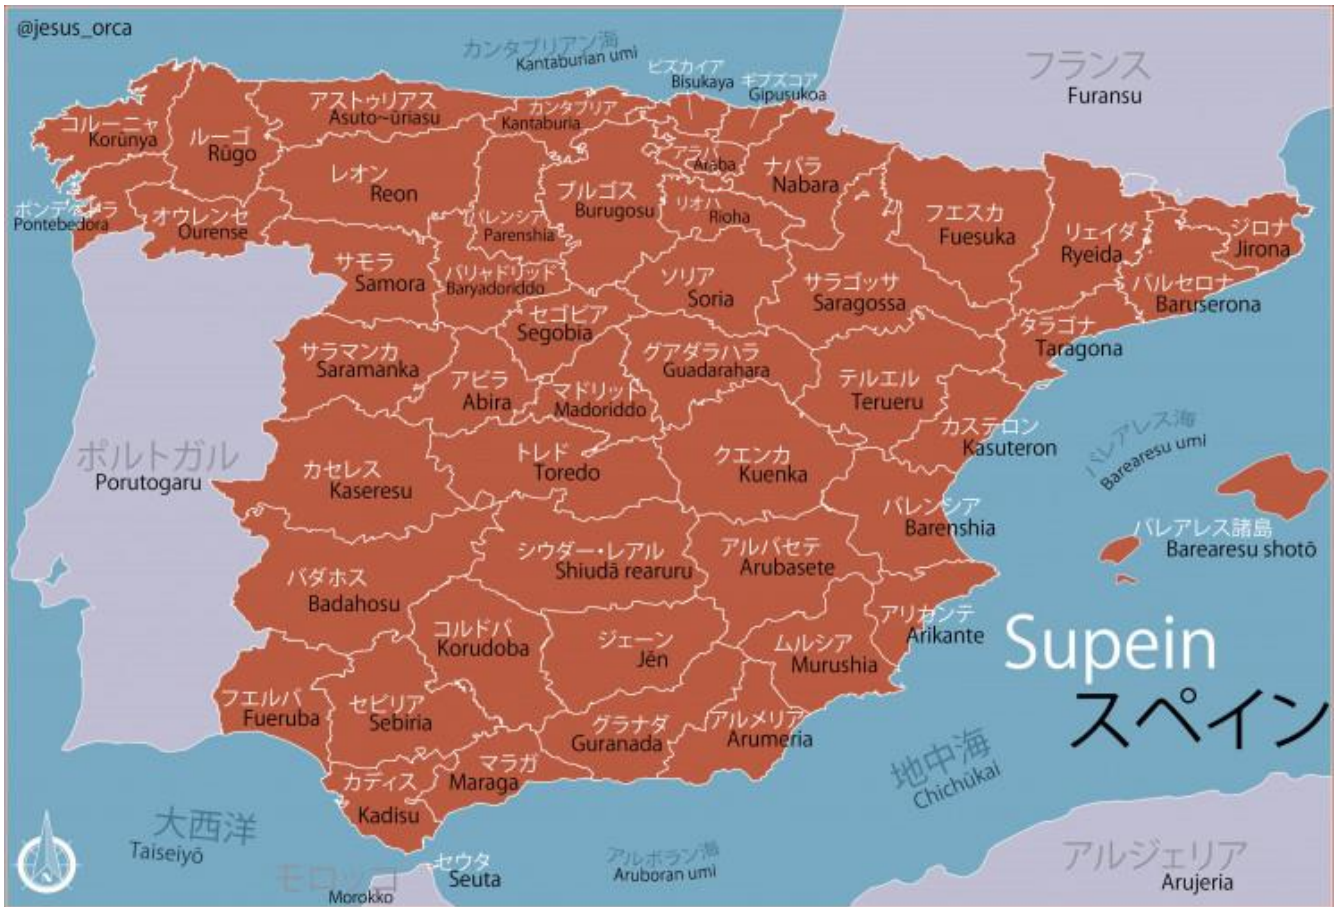 @jesus_orca
カンタブリアン海
Kantaburian umi
ビズカイア
Bisukaya
ギプズコア
Gipusukoa
フランス
Furansu
アストゥリアス
Asuto~ūriasu
カンタブリア
Kantaburia
コルーニャ
Korūnya
ルーゴ
Rūgo
アラバ
Araba
ナバラ
Nabara
レオン
Reon
ブルゴス
Burugosu
リオハ
Rioha
フエスカ
Fuesuka
リェイダ
Ryeida
ジロナ
Jirona
ポンテベドラ
Pontebedora
オウレンセ
Ourense
パレンシア
Parenshia
サモラ
Samora
バリャドリッド
Baryadoriddo
ソリア
Soria
サラゴッサ
Saragossa
バルセロナ
Baruserona
セゴビア
Segobia
タラゴナ
Taragona
サラマンカ
Saramanka
アビラ
Abira
マドリッド
Madoriddo
グアダラハラ
Guadarahara
テルエル
Terueru
カステロン
Kasuteron
バレアレス海
Barearesu umi
ポルトガル
Porutogaru
カセレス
Kaseresu
トレド
Toredo
クエンカ
Kuenka
バレンシア
Barenshia
バレアレス諸島
Barearesu shotō
バダホス
Badahosu
シウダー・レアル
Shiudā rearuru
アルバセテ
Arubasete
アリカンテ
Arikante
コルドバ
Korudoba
ジェーン
Jēn
ムルシア
Murushia
Supein
スペイン
フエルバ
Fueruba
セビリア
Sebiria
グラナダ
Guranada
アルメリア
Arumeria
カディス
Kadisu
マラガ
Maraga
地中海
Chichūkai
大西洋
Taiseiyō
モロッコ
Morokko
セウタ
Seuta
アルボラン海
Aruboran umi
アルジェリア
Arujeria